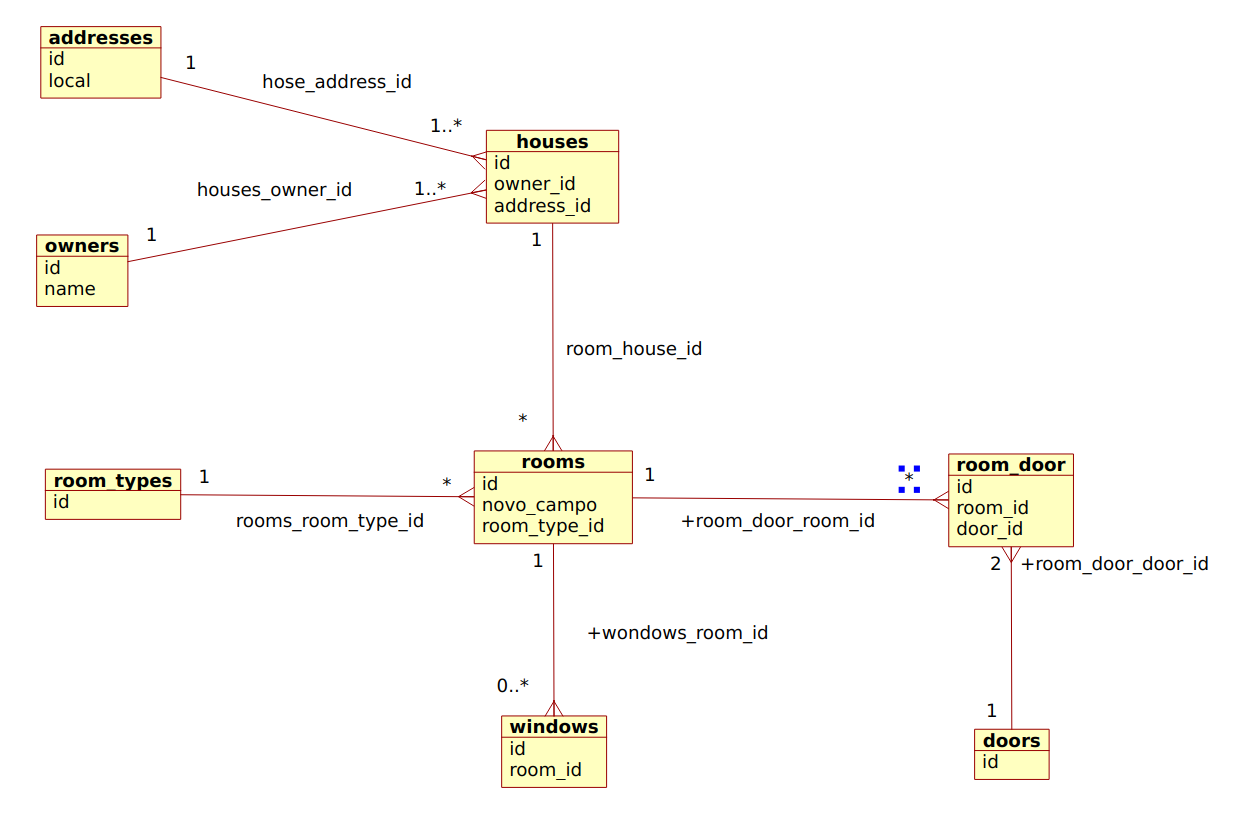 addresses
id
local
1
hose_address_id
1..*
houses
id
owner_id
address_id
houses_owner_id
1..*
1
owners
id
name
1
room_house_id
*
room_types
id
1
*
rooms_room_type_id
rooms
id
novo_campo
room_type_id
1
*
+room_door_room_id
room_door
id
room_id
door_id
1
2
+room_door_door_id
+wondows_room_id
0..*
windows
id
room_id
1
doors
id